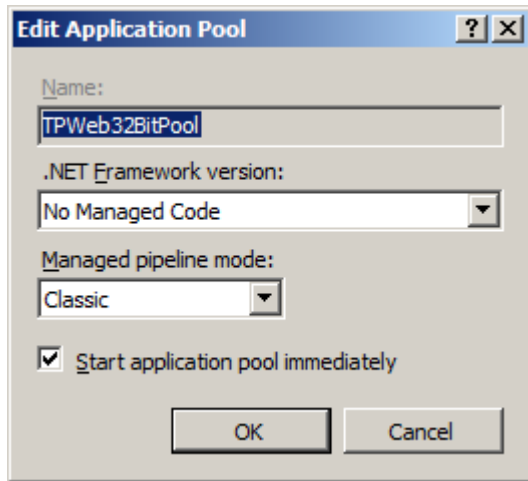 Edit Application Pool
Name:
TPWeb32BitPool
.NET Framework version:
No Managed Code
Managed pipeline mode:
Classic
Start application pool immediately
OK Cancel